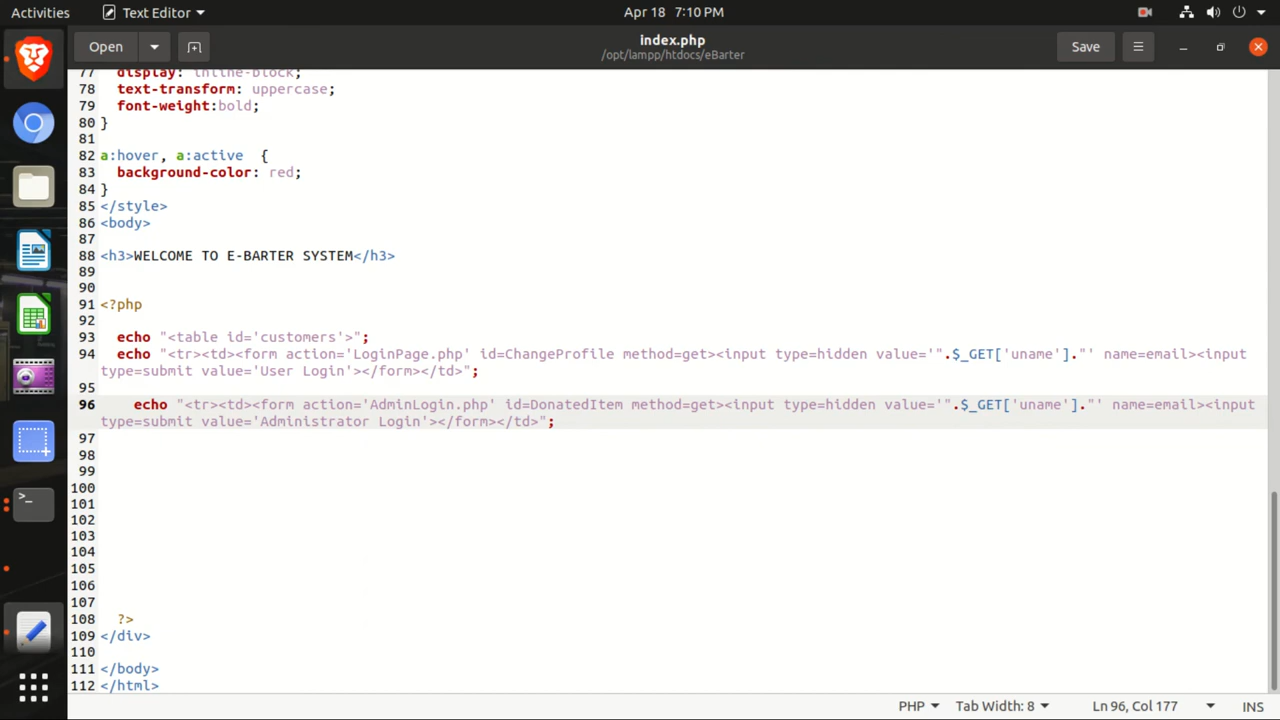 Activities
Text Editor
Apr 18 7:10 PM
Open
index.php
/opt/lampp/htdocs/eBarter
Save
77 display: inline-block;
78 text-transform: uppercase;
79 font-weight:bold;
80 }
81
82 a:hover, a:active {
83 background-color: red;
84 }
85 </style>
86 <body>
87
88 <h3>WELCOME TO E-BARTER SYSTEM</h3>
89
90
91 <?php
92
93 echo "<table id='customers'>";
94 echo "<tr><td><form action='LoginPage.php' id=ChangeProfile method=get><input type=hidden value='".$_GET['uname']."' name=email><input
type=submit value='User Login'></form></td>";
95
96 echo "<tr><td><form action='AdminLogin.php' id=DonatedItem method=get><input type=hidden value='".$_GET['uname']."' name=email><input
type=submit value='Administrator Login'></form></td>";
97
98
99
100
101
102
103
104
105
106
107
108 ?>
109 </div>
110
111 </body>
112 </html>
PHP
Tab Width: 8
Ln 96, Col 177
INS